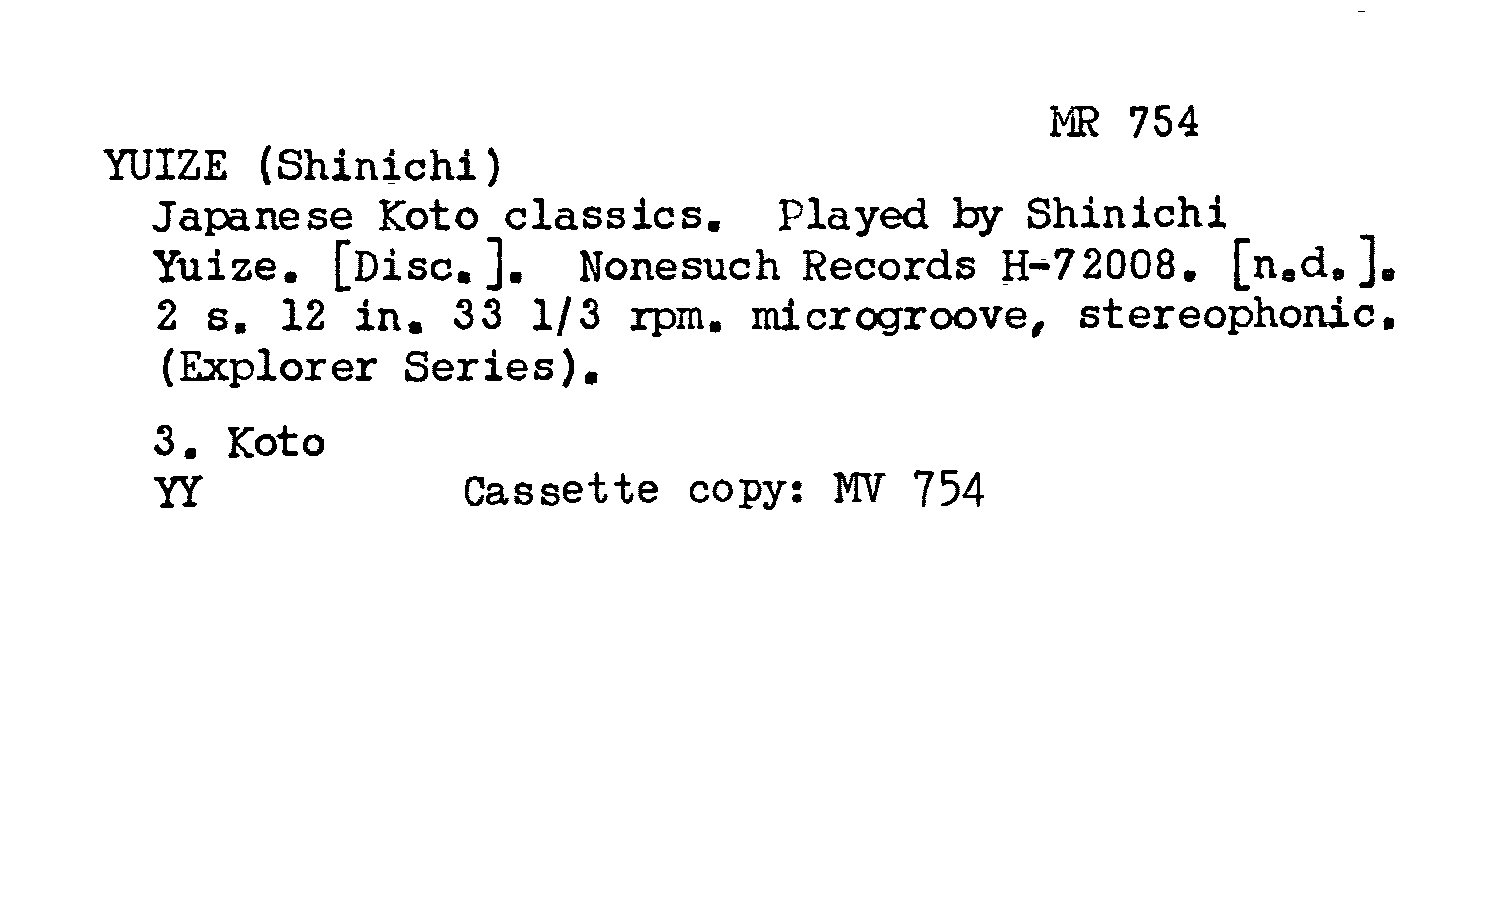 MR 754
YUIZE (Shinichi)
Japanese Koto classics. Played by Shinichi
Yuize. [Disc.]. Nonesuch Records H-72008. [n.d.].
2 s. 12 in. 33 1/3 rpm. microgroove, stereophonic.
(Explorer Series).
3. Koto
YY Cassette copy: MV 754